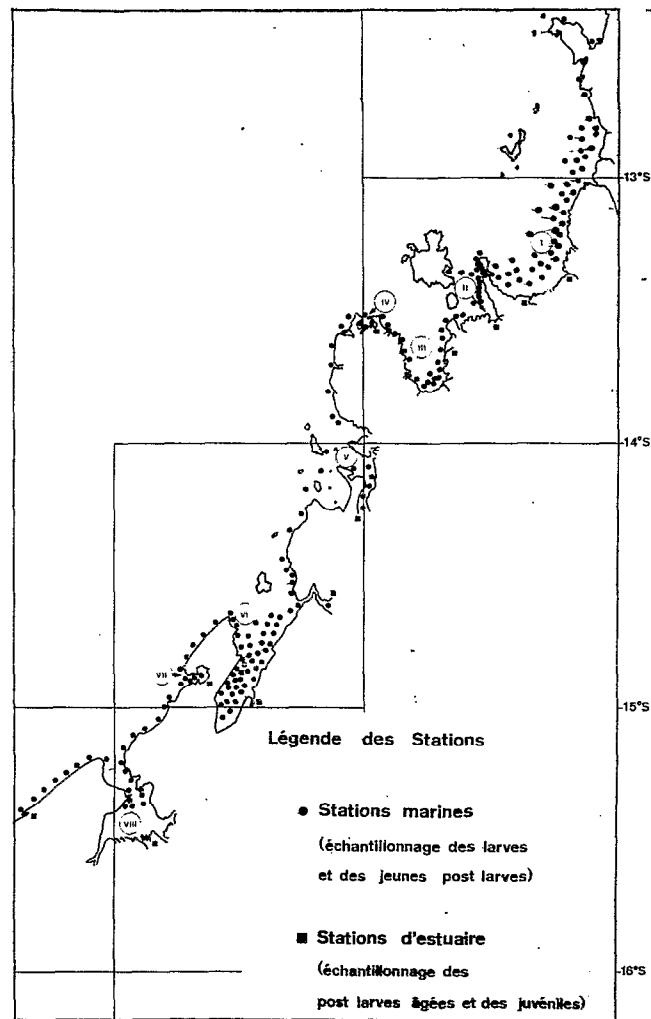 13°S
I
II
IV
III
14°S
V
VI
VII
15°S
Légende des Stations
Stations marines
(échantillonnage des larves
et des jeunes post larves)
VIII
Stations d'estuaire
(échantillonnage des
16°S
post larves âgées et des juvéniles)